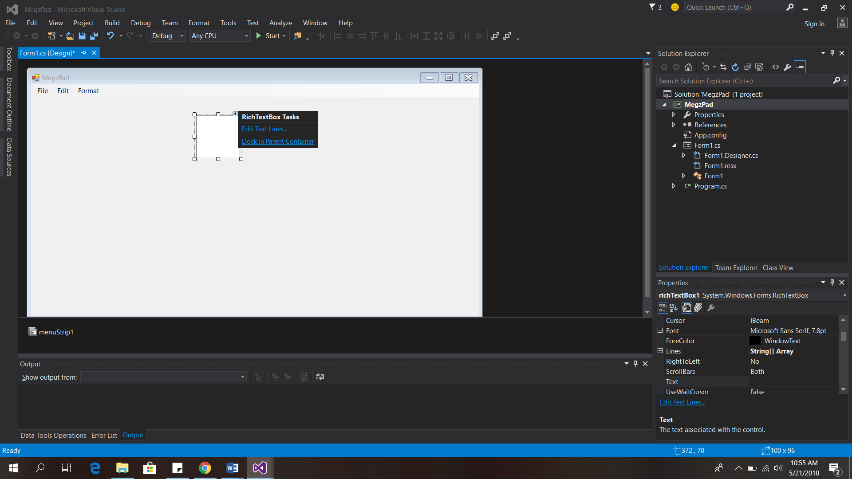 MegzPad - Microsoft Visual Studio
3
Quick Launch (Ctrl+Q)
File Edit View Project Build Debug Team Format Tools Test Analyze Window Help
Sign in
Debug Any CPU Start
Form1.cs [Design]*
Toolbox
Document Outline
Data Sources
MegzPad
File Edit Format
RichTextBox Tasks
Edit Text Lines...
Dock in Parent Container
menuStrip1
Output
Show output from:
Data Tools Operations Error List Output
Solution Explorer
Search Solution Explorer (Ctrl+;)
Solution 'MegzPad' (1 project)
MegzPad
Properties
References
App.config
Form1.cs
Form1.Designer.cs
Form1.resx
Form1
Program.cs
Solution Explorer Team Explorer Class View
Properties
richTextBox1 System.Windows.Forms.RichTextBox
Cursor IBeam
Font Microsoft Sans Serif, 7.8pt
ForeColor WindowText
Lines String[] Array
RightToLeft No
ScrollBars Both
Text
UseWaitCursor False
Edit Text Lines...
Text
The text associated with the control.
Ready
372 , 70
100 x 96
10:55 AM
5/21/2018
2